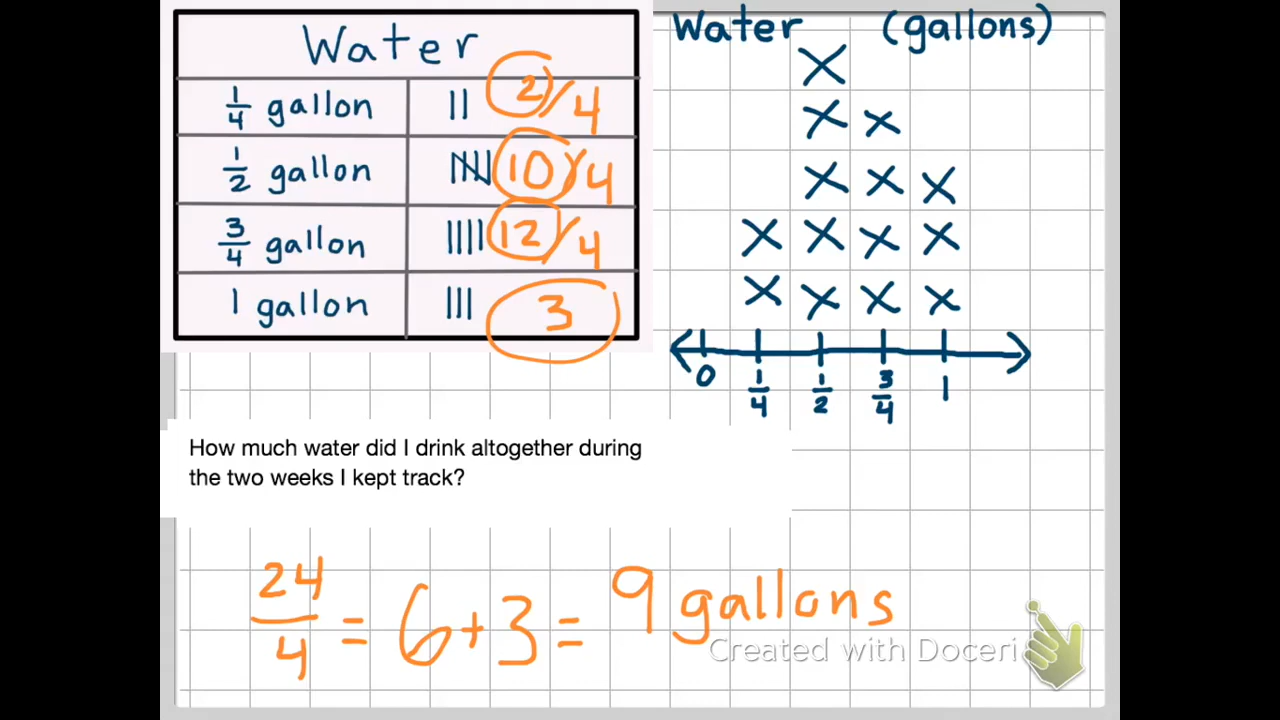 Water
1/4 gallon || 2/4
1/2 gallon |||| 10/4
3/4 gallon |||| 12/4
1 gallon ||| 3
Water (gallons)
X
X X
X X X
X X X X
X X X X
0 1/4 1/2 3/4 1
How much water did I drink altogether during
the two weeks I kept track?
24/4 = 6+3 = 9 gallons
Created with Doceri